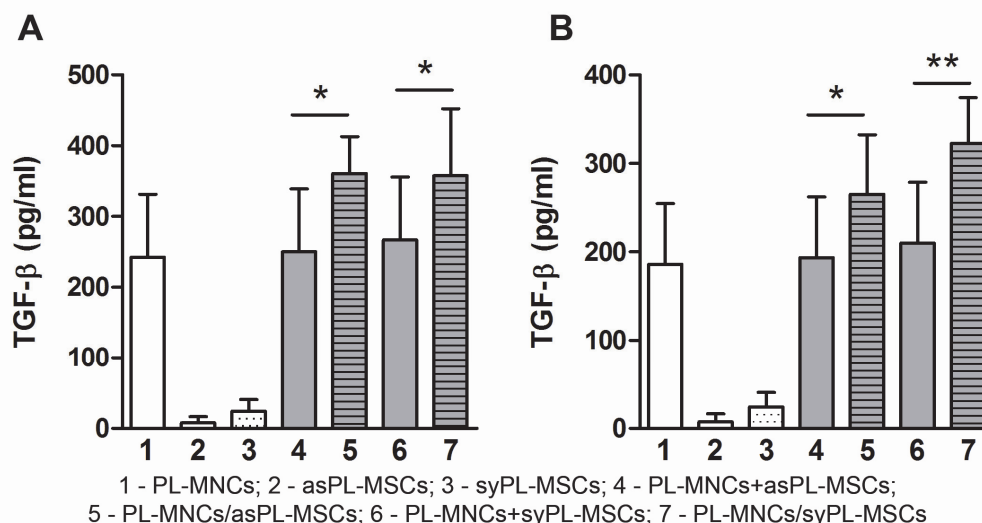 A
B
TGF-β (pg/ml)
500
400
300
200
100
0
*
*
1 2 3 4 5 6 7
TGF-β (pg/ml)
400
300
200
100
0
*
**
1 2 3 4 5 6 7
1 - PL-MNCs; 2 - asPL-MSCs; 3 - syPL-MSCs; 4 - PL-MNCs+asPL-MSCs;
5 - PL-MNCs/asPL-MSCs; 6 - PL-MNCs+syPL-MSCs; 7 - PL-MNCs/syPL-MSCs